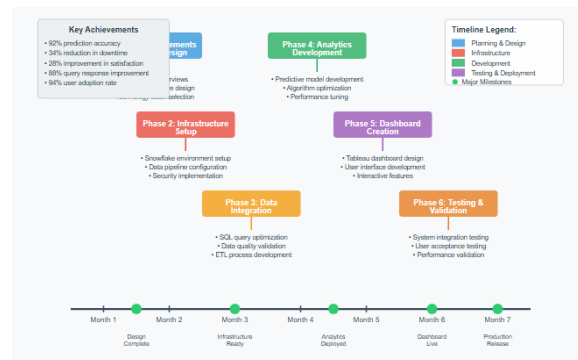 Key Achievements
• 92% prediction accuracy
• 34% reduction in downtime
• 28% improvement in satisfaction
• 88% query response improvement
• 94% user adoption rate
Phase 4: Analytics
Development
• Predictive model development
• Algorithm optimization
• Performance tuning
Timeline Legend:
Planning & Design
Infrastructure
Development
Testing & Deployment
Major Milestones
Phase 2: Infrastructure
Setup
• Snowflake environment setup
• Data pipeline configuration
• Security implementation
Phase 5: Dashboard
Creation
• Tableau dashboard design
• User interface development
• Interactive features
Phase 3: Data
Integration
• SQL query optimization
• Data quality validation
• ETL process development
Phase 6: Testing &
Validation
• System integration testing
• User acceptance testing
• Performance validation
Month 1
Month 2
Month 3
Month 4
Month 5
Month 6
Month 7
Design
Complete
Infrastructure
Ready
Analytics
Deployed
Dashboard
Live
Production
Release